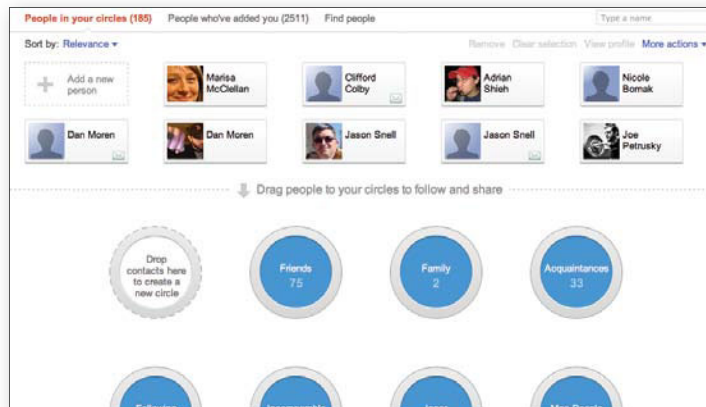 People in your circles (185) People who've added you (2511) Find people Type a name
Sort by: Relevance Remove Clear selection View profile More actions
Add a new
person
Marisa
McClellan
Clifford
Colby
Adrian
Shieh
Nicole
Bomak
Dan Moren
Dan Moren
Jason Snell
Jason Snell
Joe
Petrusky
Drag people to your circles to follow and share
Drop
contacts here
to create a
new circle
Friends
75
Family
2
Acquaintances
33
Following